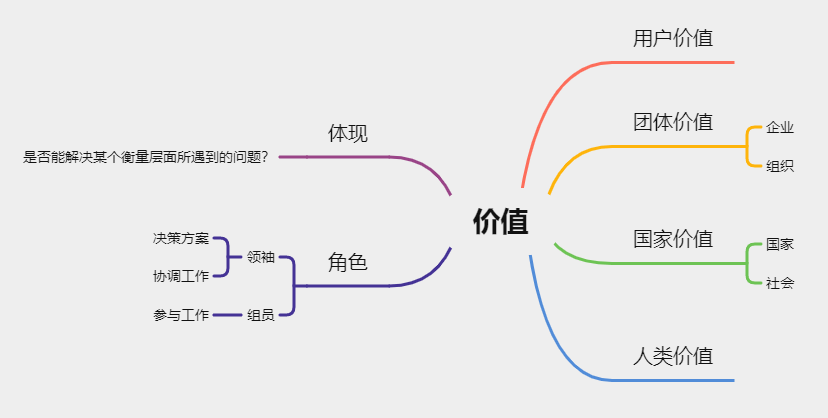 价值
用户价值
团体价值
企业
组织
国家价值
国家
社会
人类价值
体现
是否能解决某个衡量层面所遇到的问题?
角色
领袖
决策方案
协调工作
组员
参与工作